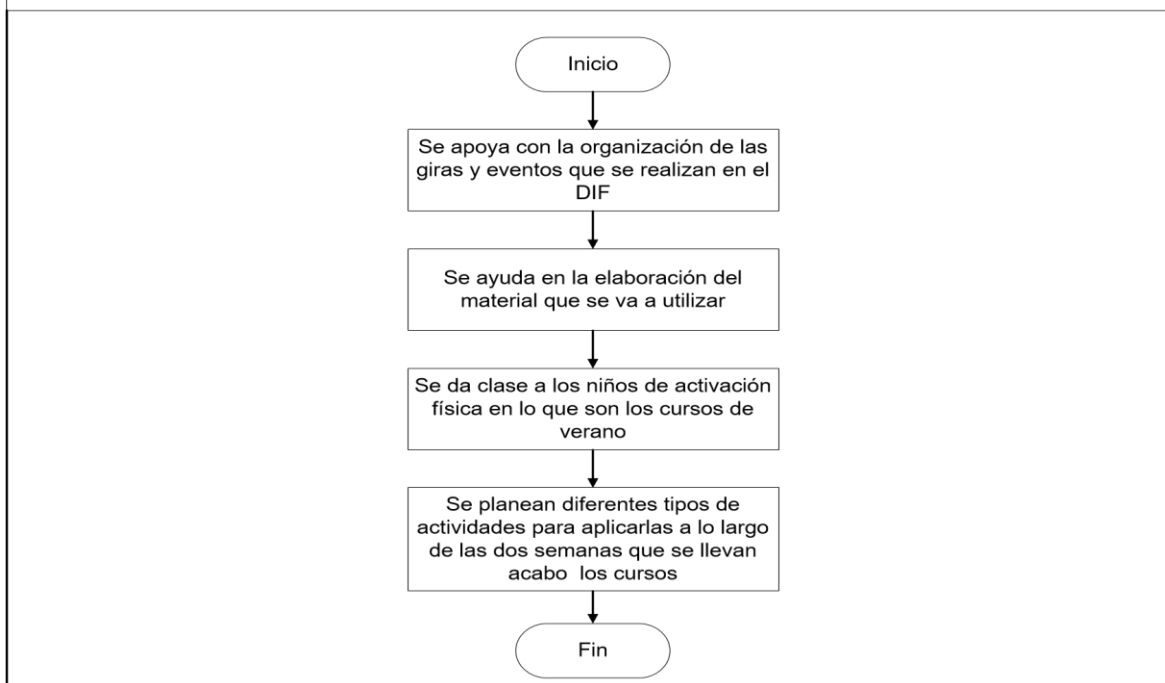 Inicio
Se apoya con la organización de las
giras y eventos que se realizan en el
DIF
Se ayuda en la elaboración del
material que se va a utilizar
Se da clase a los niños de activación
física en lo que son los cursos de
verano
Se planean diferentes tipos de
actividades para aplicarlas a lo largo
de las dos semanas que se llevan
acabo  los cursos
Fin